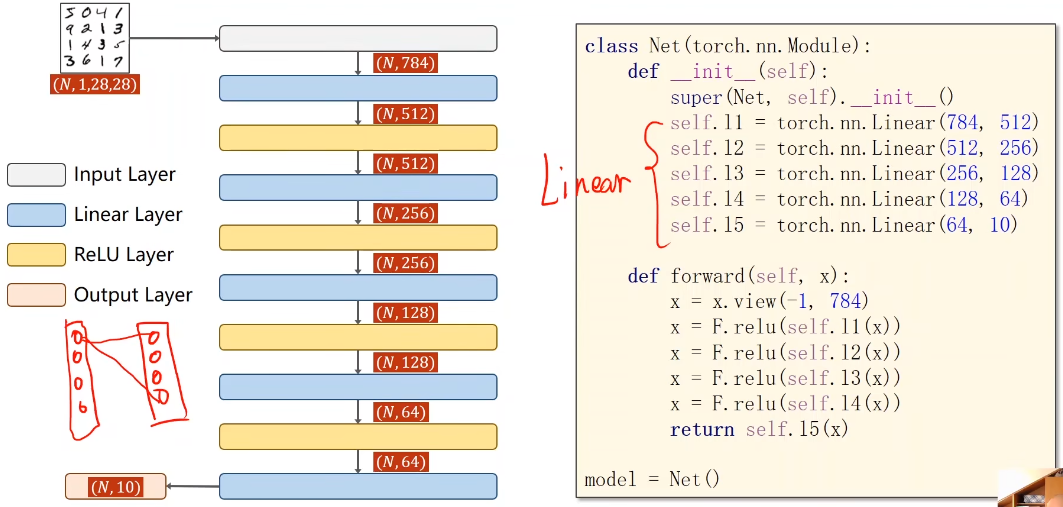 5 0 4 1
9 2 1 3
1 4 3 5
3 6 1 7
(N, 1,28,28)
(N, 784)
(N, 512)
(N, 512)
(N, 256)
(N, 256)
(N, 128)
(N, 128)
(N, 64)
(N, 64)
(N, 10)
Input Layer
Linear Layer
ReLU Layer
Output Layer
Linear
class Net(torch.nn.Module):
def __init__(self):
super(Net, self).__init__()
self.l1 = torch.nn.Linear(784, 512)
self.l2 = torch.nn.Linear(512, 256)
self.l3 = torch.nn.Linear(256, 128)
self.l4 = torch.nn.Linear(128, 64)
self.l5 = torch.nn.Linear(64, 10)
def forward(self, x):
x = x.view(-1, 784)
x = F.relu(self.l1(x))
x = F.relu(self.l2(x))
x = F.relu(self.l3(x))
x = F.relu(self.l4(x))
return self.l5(x)
model = Net()